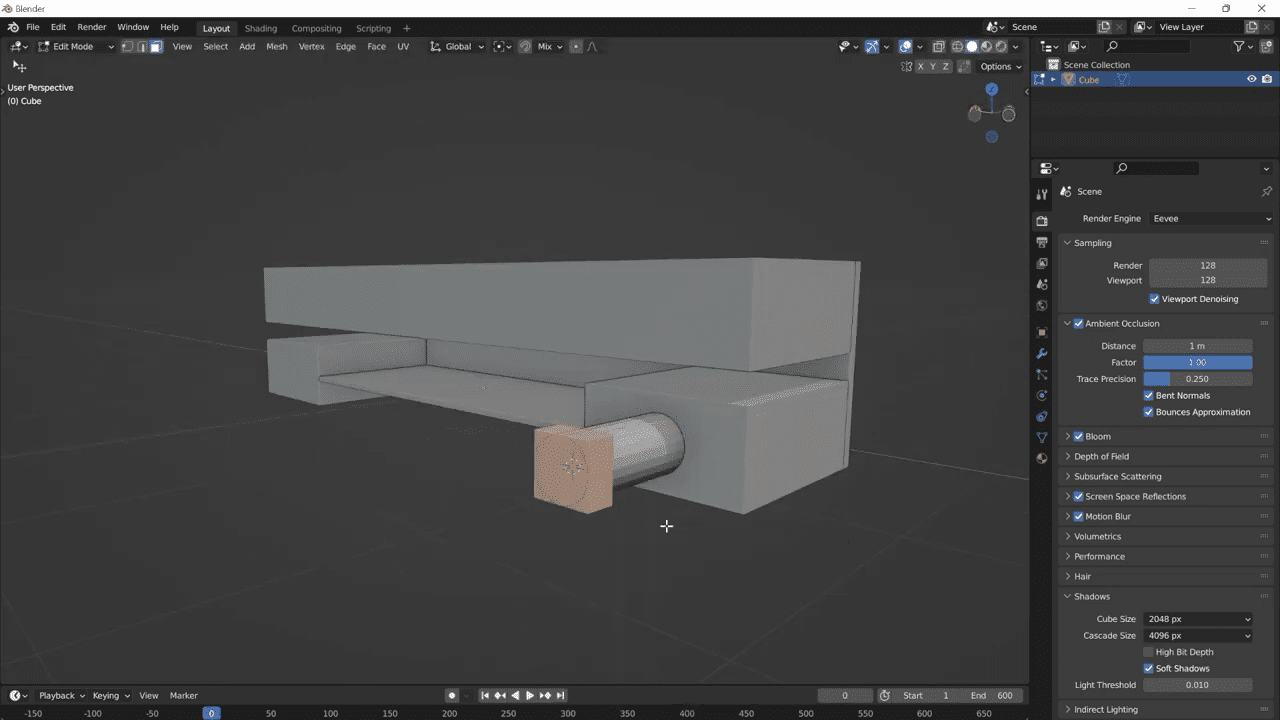 Blender
File Edit Render Window Help Layout Shading Compositing Scripting + Scene View Layer
Edit Mode View Select Add Mesh Vertex Edge Face UV Global Mix
X Y Z Options
User Perspective
(0) Cube
Scene Collection
Cube
Scene
Render Engine Eevee
Sampling
Render 128
Viewport 128
Viewport Denoising
Ambient Occlusion
Distance 1 m
Factor 1.00
Trace Precision 0.250
Bent Normals
Bounces Approximation
Bloom
Depth of Field
Subsurface Scattering
Screen Space Reflections
Motion Blur
Volumetrics
Performance
Hair
Shadows
Cube Size 2048 px
Cascade Size 4096 px
High Bit Depth
Soft Shadows
Light Threshold 0.010
Indirect Lighting
Playback Keying View Marker 0 Start 1 End 600
-150 -100 -50 0 50 100 150 200 250 300 350 400 450 500 550 600 650